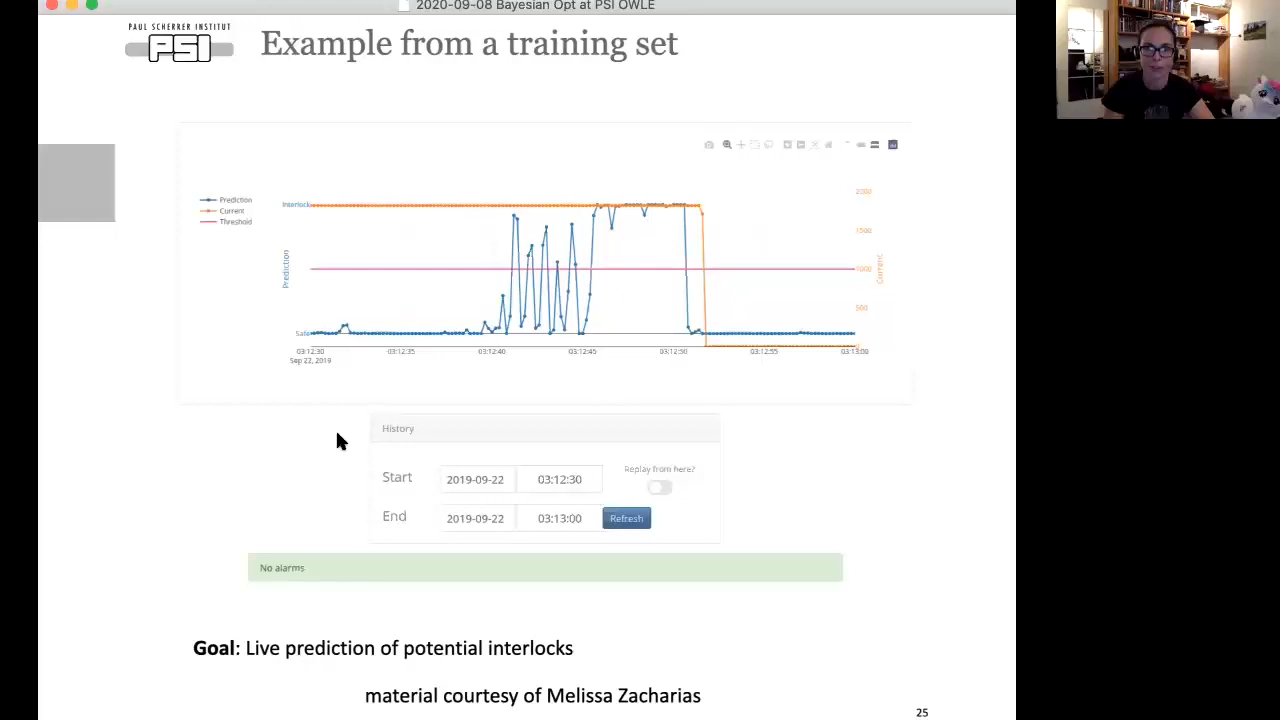 2020-09-08 Bayesian Opt at PSI OWLE
PAUL SCHERRER INSTITUT
PSI
Example from a training set
Prediction
Current
Threshold
Interlock
Safe
Prediction
2000
1500
1000
500
0
Current
03:12:30
03:12:35
03:12:40
03:12:45
03:12:50
03:12:55
03:13:00
Sep 22, 2019
History
Start
2019-09-22
03:12:30
Replay from here?
End
2019-09-22
03:13:00
Refresh
No alarms
Goal: Live prediction of potential interlocks
material courtesy of Melissa Zacharias
25